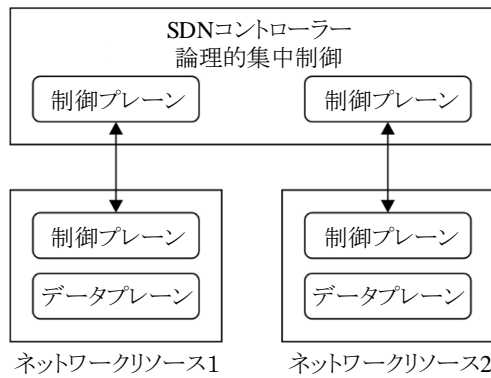 SDNコントローラー
論理的集中制御
制御プレーン
制御プレーン
制御プレーン
データプレーン
制御プレーン
データプレーン
ネットワークリソース1
ネットワークリソース2